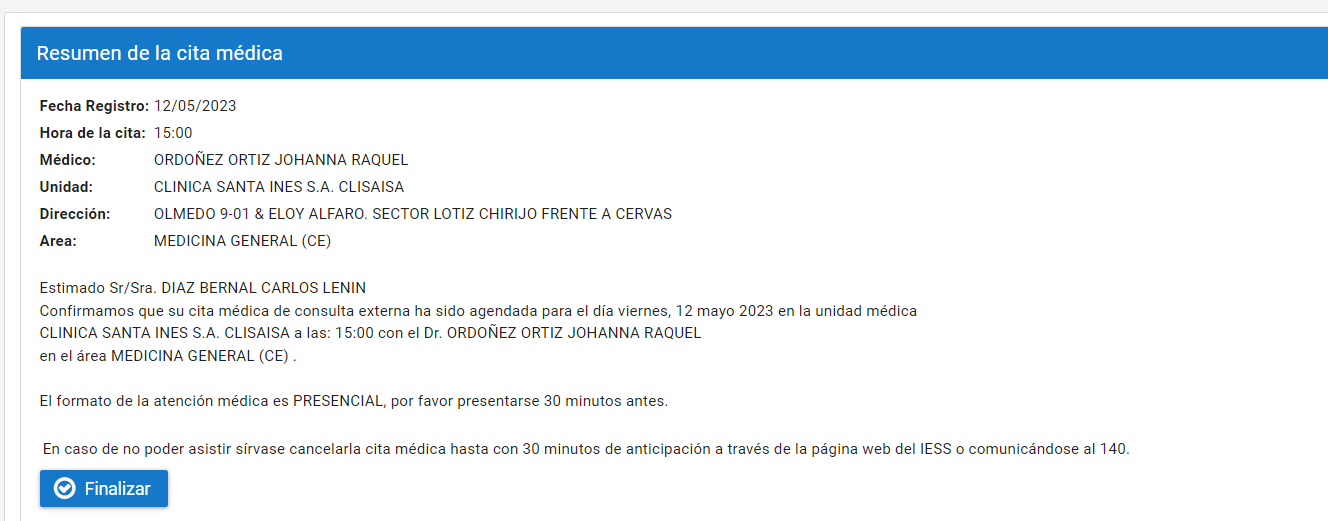 Resumen de la cita médica
Fecha Registro: 12/05/2023
Hora de la cita: 15:00
Médico: ORDOÑEZ ORTIZ JOHANNA RAQUEL
Unidad: CLINICA SANTA INES S.A. CLISAISA
Dirección: OLMEDO 9-01 & ELOY ALFARO. SECTOR LOTIZ CHIRIJO FRENTE A CERVAS
Area: MEDICINA GENERAL (CE)
Estimado Sr/Sra. DIAZ BERNAL CARLOS LENIN
Confirmamos que su cita médica de consulta externa ha sido agendada para el día viernes, 12 mayo 2023 en la unidad médica
CLINICA SANTA INES S.A. CLISAISA a las: 15:00 con el Dr. ORDOÑEZ ORTIZ JOHANNA RAQUEL
en el área MEDICINA GENERAL (CE) .
El formato de la atención médica es PRESENCIAL, por favor presentarse 30 minutos antes.
En caso de no poder asistir sírvase cancelarla cita médica hasta con 30 minutos de anticipación a través de la página web del IESS o comunicándose al 140.
Finalizar